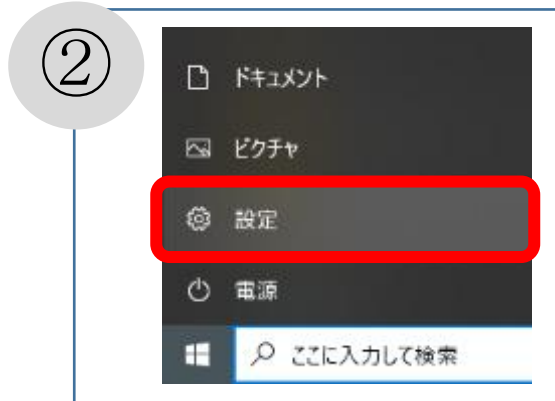 ②
ドキュメント
ピクチャ
設定
電源
ここに入力して検索